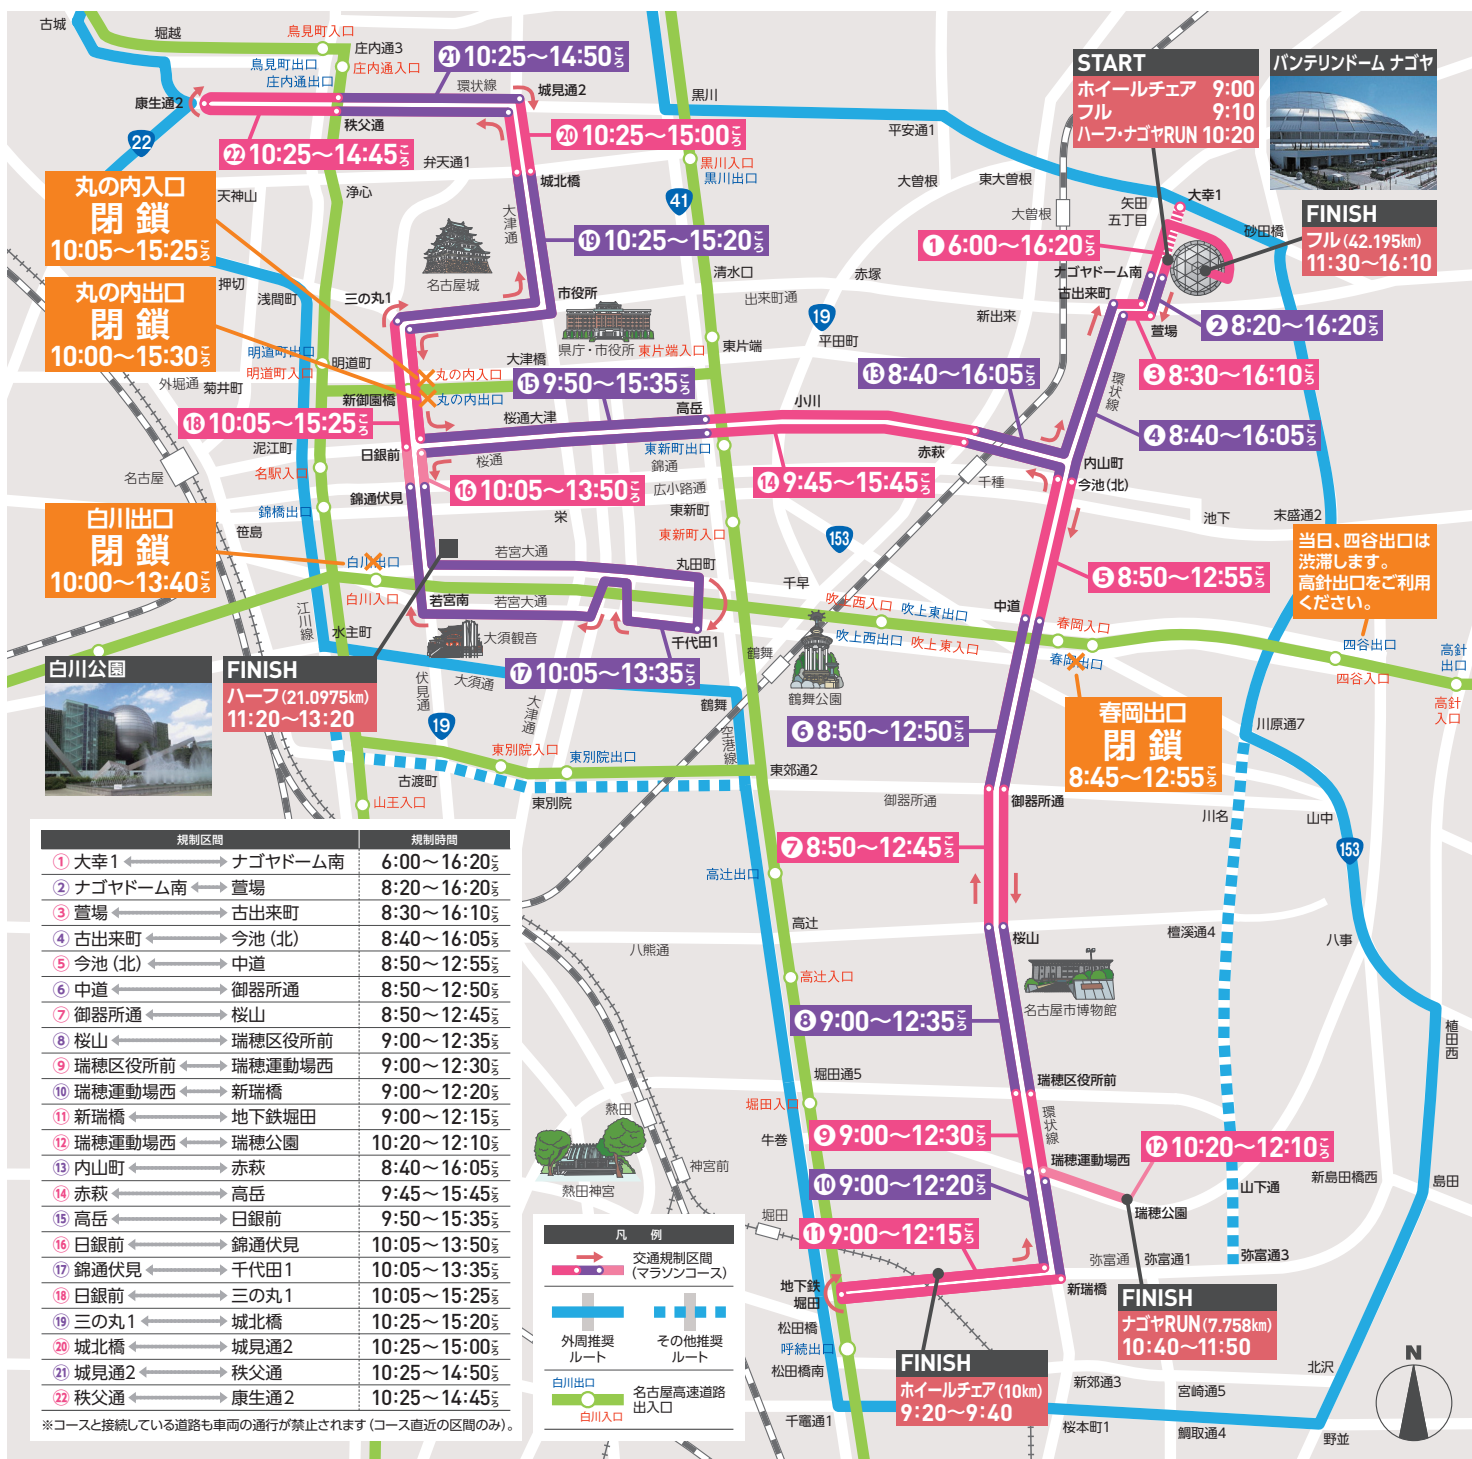 古城
堀越
鳥見町入口
庄内通3
鳥見町出口
庄内通入口
庄内通出口
康生通2
22
秩父通
㉑10:25〜14:50ごろ
環状線
城見通2
⑳10:25〜15:00ごろ
㉒10:25〜14:45ごろ
弁天通1
城北橋
天神山
浄心
大津通
黒川
黒川入口
黒川出口
41
平安通1
大曽根
東大曽根
大曽根
矢田
五丁目
大幸1
砂田橋
START
ホイールチェア 9:00
フル 9:10
ハーフ・ナゴヤRUN 10:20
バンテリンドーム ナゴヤ
FINISH
フル(42.195km)
11:30〜16:10
丸の内入口
閉鎖
10:05〜15:25ごろ
丸の内出口
閉鎖
10:00〜15:30ごろ
押切
浅間町
名古屋城
三の丸1
市役所
県庁・市役所
⑲10:25〜15:20ごろ
清水口
出来町通
赤塚
19
平田町
新出来
①6:00〜16:20ごろ
ナゴヤドーム南
古出来町
萱場
②8:20〜16:20ごろ
③8:30〜16:10ごろ
④8:40〜16:05ごろ
環状線
明道町出口
明道町入口
明道町
外堀通
菊井町
新御園橋
丸の内入口
丸の内出口
大津橋
東片端入口
東片端
⑮9:50〜15:35ごろ
⑬8:40〜16:05ごろ
⑱10:05〜15:25ごろ
泥江町
日銀前
桜通大津
桜通
高岳
小川
赤萩
内山町
今池(北)
東新町出口
錦通
広小路通
東新町
東新町入口
⑭9:45〜15:45ごろ
千種
名古屋
名駅入口
錦橋出口
錦通伏見
⑯10:05〜13:50ごろ
栄
笹島
白川出口
閉鎖
10:00〜13:40ごろ
白川出口
白川入口
若宮大通
若宮大通
若宮南
丸田町
153
池下
末盛通2
当日、四谷出口は
渋滞します。
高針出口をご利用
ください。
⑤8:50〜12:55ごろ
千早
中道
吹上西入口
吹上東出口
吹上西出口
吹上東入口
春岡入口
春岡出口
四谷出口
四谷入口
高針
出口
高針
入口
江川線
水主町
大須観音
千代田1
⑰10:05〜13:35ごろ
伏見通
大須通
19
大津通
鶴舞
鶴舞
鶴舞公園
空港線
白川公園
FINISH
ハーフ(21.0975km)
11:20〜13:20
東別院入口
東別院出口
古渡町
東別院
山王入口
東郊通2
⑥8:50〜12:50ごろ
春岡出口
閉鎖
8:45〜12:55ごろ
川原通7
御器所通
御器所通
川名
山中
153
⑦8:50〜12:45ごろ
高辻出口
高辻
八熊通
桜山
檀溪通4
八事
名古屋市博物館
高辻入口
⑧9:00〜12:35ごろ
植田西
堀田通5
瑞穂区役所前
堀田入口
牛巻
環状線
⑨9:00〜12:30ごろ
瑞穂運動場西
⑫10:20〜12:10ごろ
⑩9:00〜12:20ごろ
瑞穂公園
新島田橋西
島田
山下通
熱田
神宮前
熱田神宮
堀田
⑪9:00〜12:15ごろ
弥富通
弥富通1
弥富通3
地下鉄
堀田
新瑞橋
FINISH
ナゴヤRUN(7.758km)
10:40〜11:50
松田橋
呼続出口
松田橋南
FINISH
ホイールチェア(10km)
9:20〜9:40
新郊通3
宮崎通5
北沢
千竈通1
桜本町1
鯛取通4
野並
N
規制区間 規制時間
①大幸1 ナゴヤドーム南 6:00〜16:20ごろ
②ナゴヤドーム南 萱場 8:20〜16:20ごろ
③萱場 古出来町 8:30〜16:10ごろ
④古出来町 今池(北) 8:40〜16:05ごろ
⑤今池(北) 中道 8:50〜12:55ごろ
⑥中道 御器所通 8:50〜12:50ごろ
⑦御器所通 桜山 8:50〜12:45ごろ
⑧桜山 瑞穂区役所前 9:00〜12:35ごろ
⑨瑞穂区役所前 瑞穂運動場西 9:00〜12:30ごろ
⑩瑞穂運動場西 新瑞橋 9:00〜12:20ごろ
⑪新瑞橋 地下鉄堀田 9:00〜12:15ごろ
⑫瑞穂運動場西 瑞穂公園 10:20〜12:10ごろ
⑬内山町 赤萩 8:40〜16:05ごろ
⑭赤萩 高岳 9:45〜15:45ごろ
⑮高岳 日銀前 9:50〜15:35ごろ
⑯日銀前 錦通伏見 10:05〜13:50ごろ
⑰錦通伏見 千代田1 10:05〜13:35ごろ
⑱日銀前 三の丸1 10:05〜15:25ごろ
⑲三の丸1 城北橋 10:25〜15:20ごろ
⑳城北橋 城見通2 10:25〜15:00ごろ
㉑城見通2 秩父通 10:25〜14:50ごろ
㉒秩父通 康生通2 10:25〜14:45ごろ
※コースと接続している道路も車両の通行が禁止されます(コース直近の区間のみ)。
凡例
交通規制区間
(マラソンコース)
外周推奨
ルート
その他推奨
ルート
白川出口
白川入口
名古屋高速道路
出入口